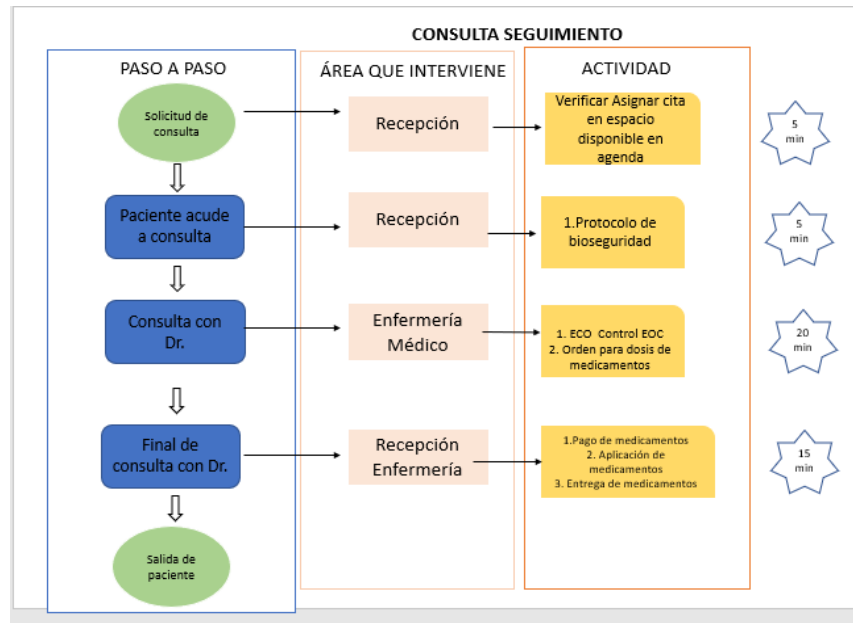 CONSULTA SEGUIMIENTO
PASO A PASO
ÁREA QUE INTERVIENE
ACTIVIDAD
Solicitud de
consulta
Recepción
Verificar Asignar cita
en espacio
disponible en
agenda
5
min
Paciente acude
a consulta
Recepción
1.Protocolo de
bioseguridad
5
min
Consulta con
Dr.
Enfermería
Médico
1. ECO Control EOC
2. Orden para dosis de
medicamentos
20
min
Final de
consulta con Dr.
Recepción
Enfermería
1.Pago de medicamentos
2. Aplicación de
medicamentos
3. Entrega de medicamentos
15
min
Salida de
paciente